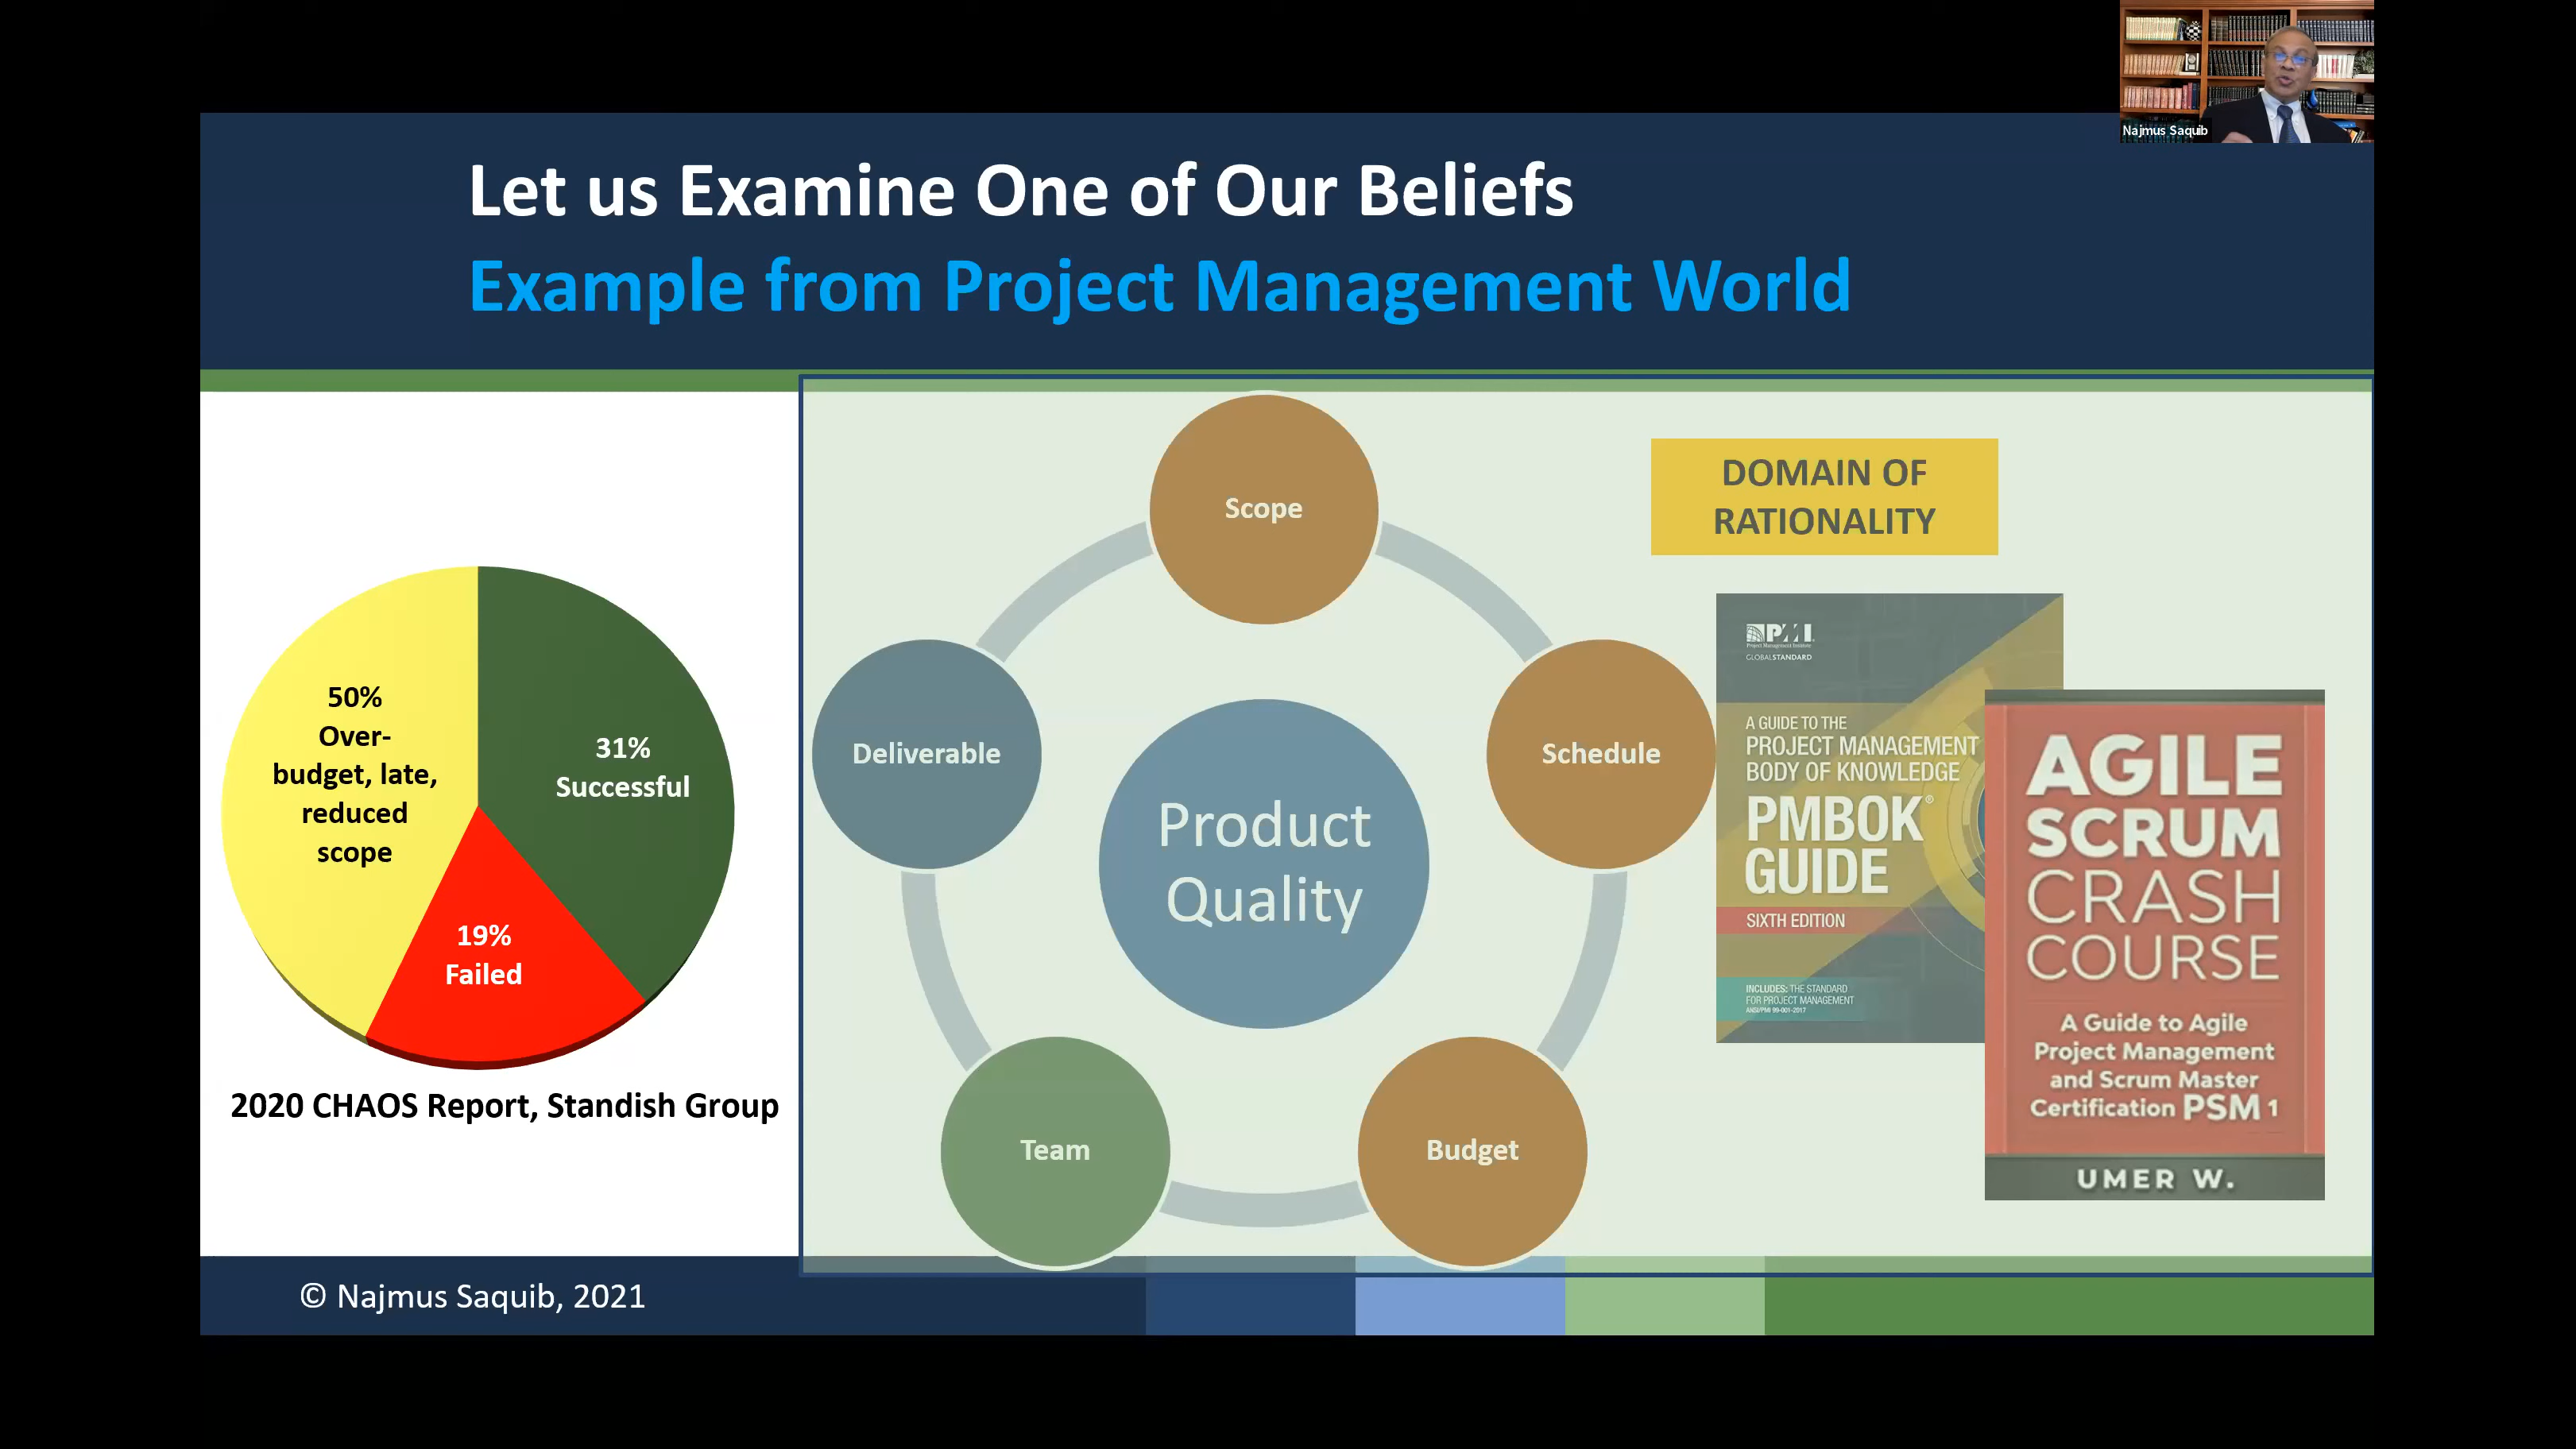 Najmus Saquib
Let us Examine One of Our Beliefs
Example from Project Management World
50%
Over-
budget, late,
reduced
scope
31%
Successful
19%
Failed
2020 CHAOS Report, Standish Group
Scope
Schedule
Budget
Team
Deliverable
Product
Quality
DOMAIN OF
RATIONALITY
PMI
Project Management Institute
GLOBALSTANDARD
A GUIDE TO THE
PROJECT MANAGEMENT
BODY OF KNOWLEDGE
PMBOK®
GUIDE
SIXTH EDITION
INCLUDES: THE STANDARD
FOR PROJECT MANAGEMENT
ANSI/PMI 99-001-2017
AGILE
SCRUM
CRASH
COURSE
A Guide to Agile
Project Management
and Scrum Master
Certification PSM 1
UMER W.
© Najmus Saquib, 2021